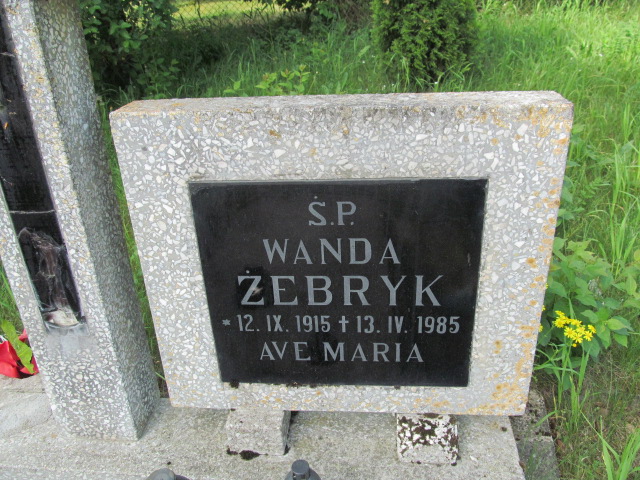 Ś.P.
WANDA
ŻEBRYK
* 12. IX. 1915 ✝ 13. IV. 1985
AVE MARIA